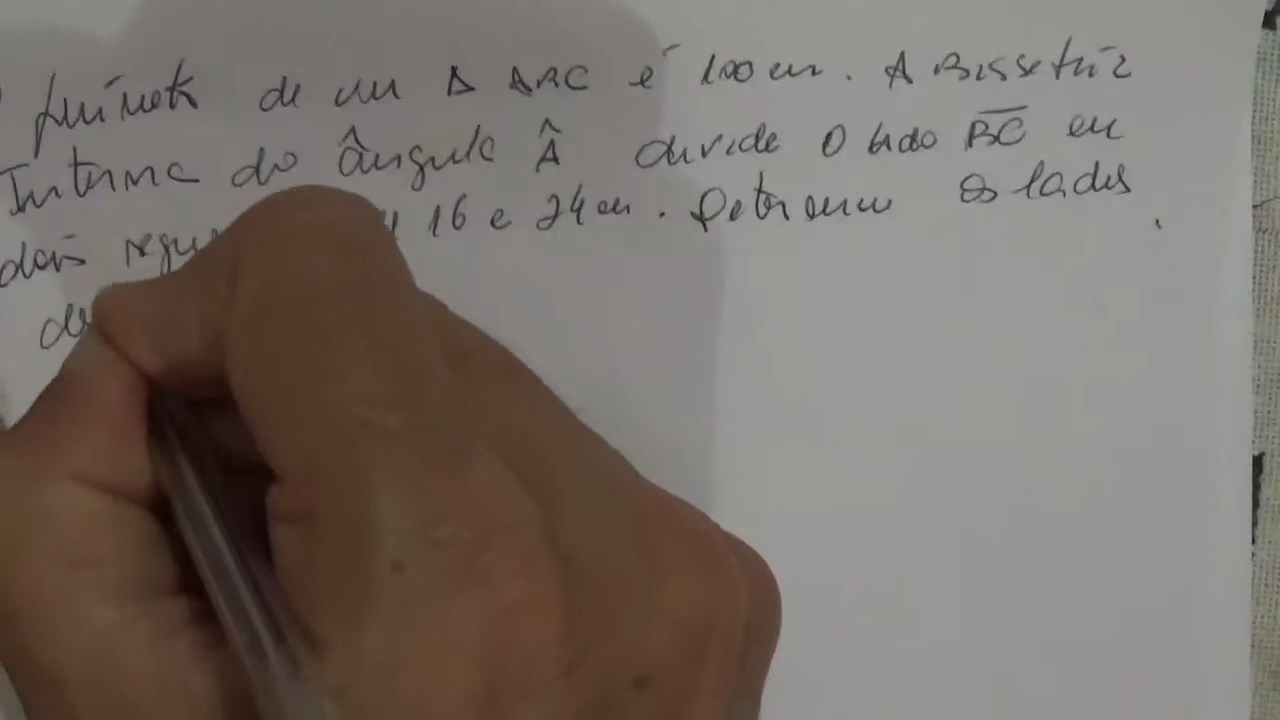 perímetro de um Δ ABC é 100 cm. A Bissetriz
Interna do ângulo Â divide o lado BC em
dois 16 e 24 cm. Determine os lados